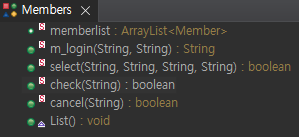 Members
memberlist : ArrayList<Member>
m_login(String, String) : String
select(String, String, String, String) : boolean
check(String) : boolean
cancel(String) : boolean
List() : void